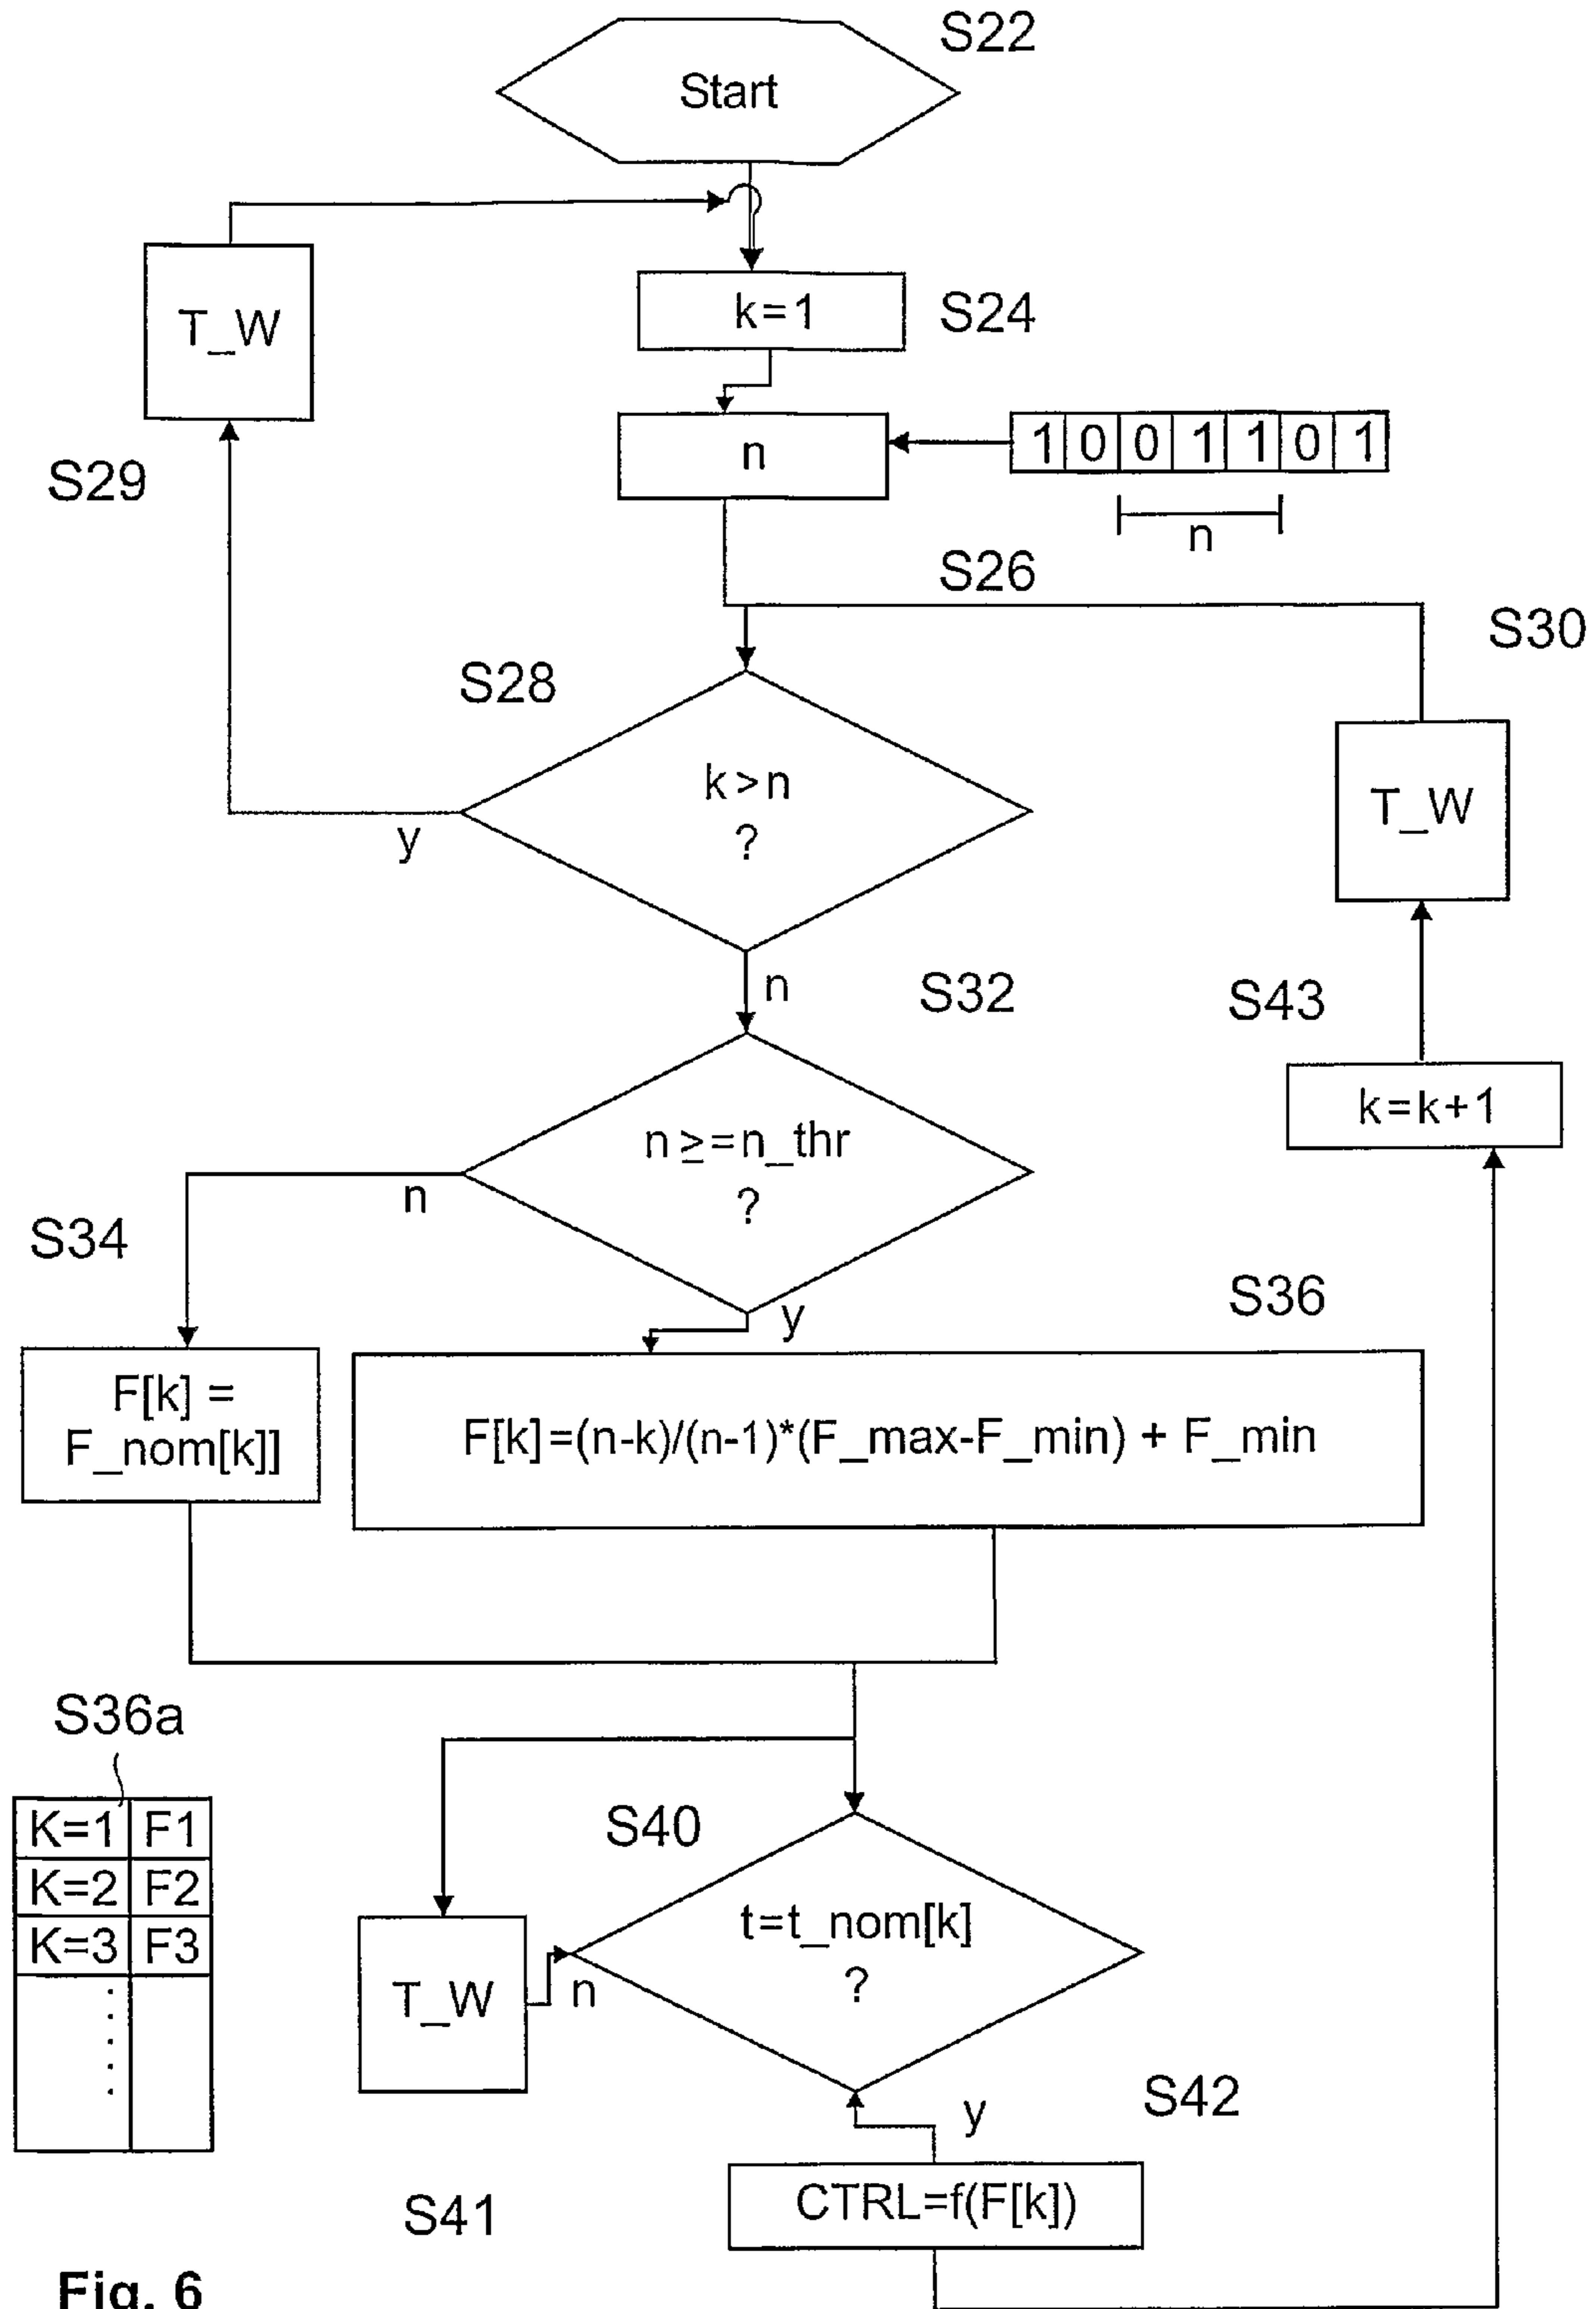 S22
Start
T_W
k=1
S24
n
1 0 0 1 1 0 1
n
S29
S26
S30
S28
k>n
?
y
T_W
n
S32
S43
k=k+1
n≥=n_thr
?
n
y
S34
S36
F[k] =
F_nom[k]]
F[k]=(n-k)/(n-1)*(F_max-F_min) + F_min
S36a
K=1 F1
K=2 F2
K=3 F3
S40
t=t_nom[k]
?
T_W
n
y
S42
S41
CTRL=f(F[k])
Fig. 6